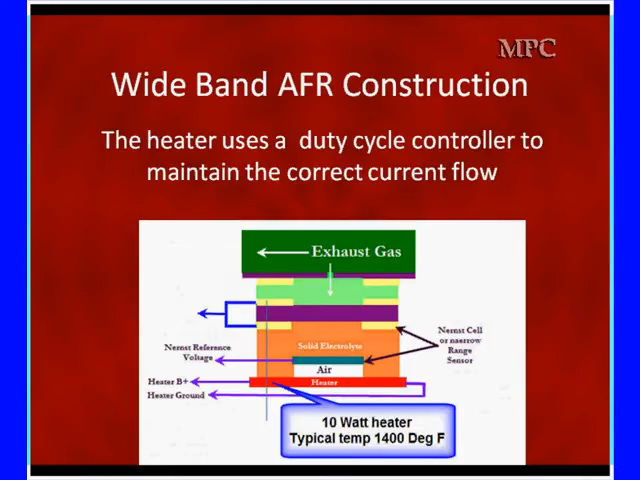 MPC
Wide Band AFR Construction
The heater uses a duty cycle controller to
maintain the correct current flow
Exhaust Gas
Nernst Cell
or narrow
Range
Sensor
Solid Electrolyte
Nernst Reference
Voltage
Air
Heater B+
Heater
Heater Ground
10 Watt heater
Typical temp 1400 Deg F